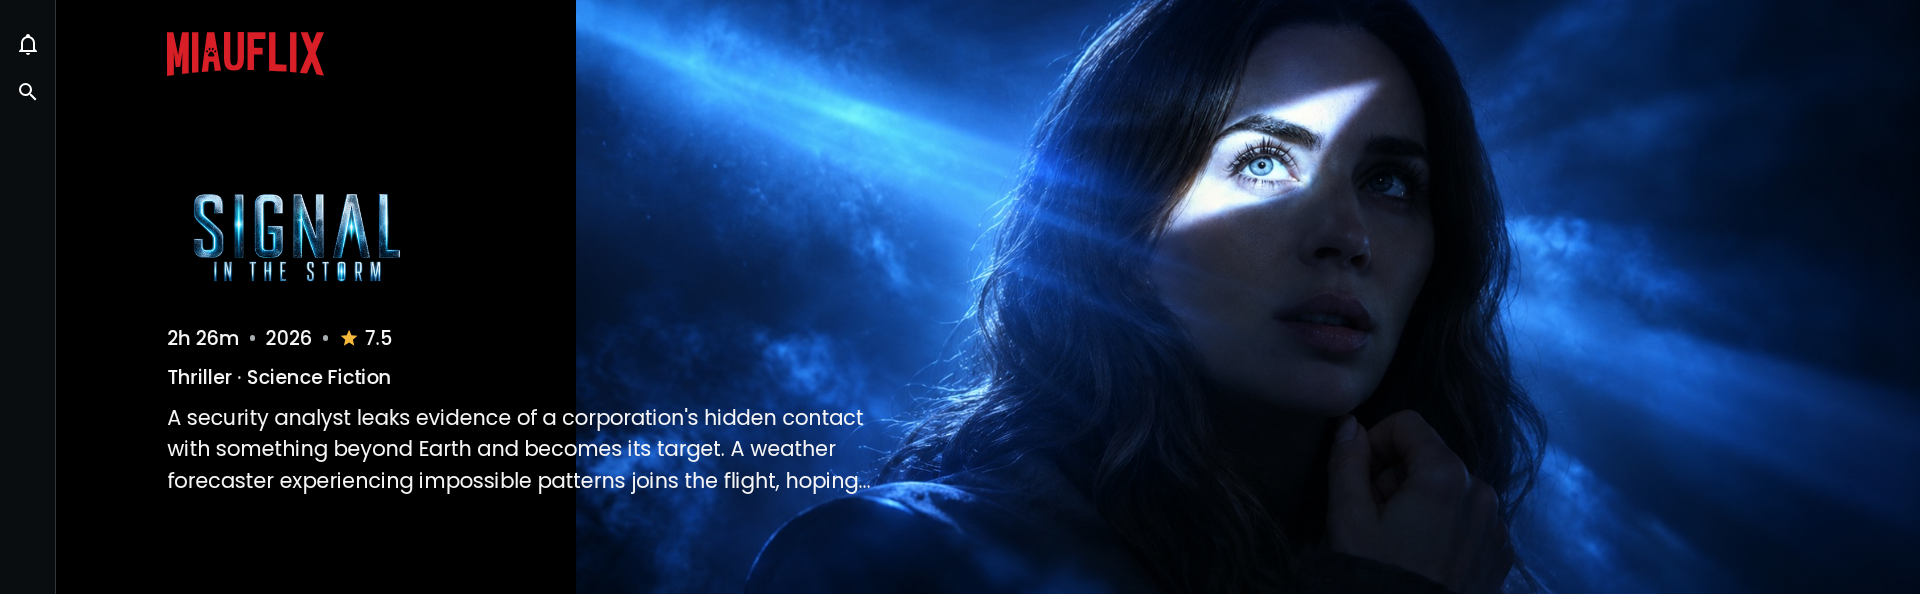 MIAUFLIX
SIGNAL
IN THE STORM
2h 26m • 2026 • ★ 7.5
Thriller · Science Fiction
A security analyst leaks evidence of a corporation's hidden contact
with something beyond Earth and becomes its target. A weather
forecaster experiencing impossible patterns joins the flight, hoping...